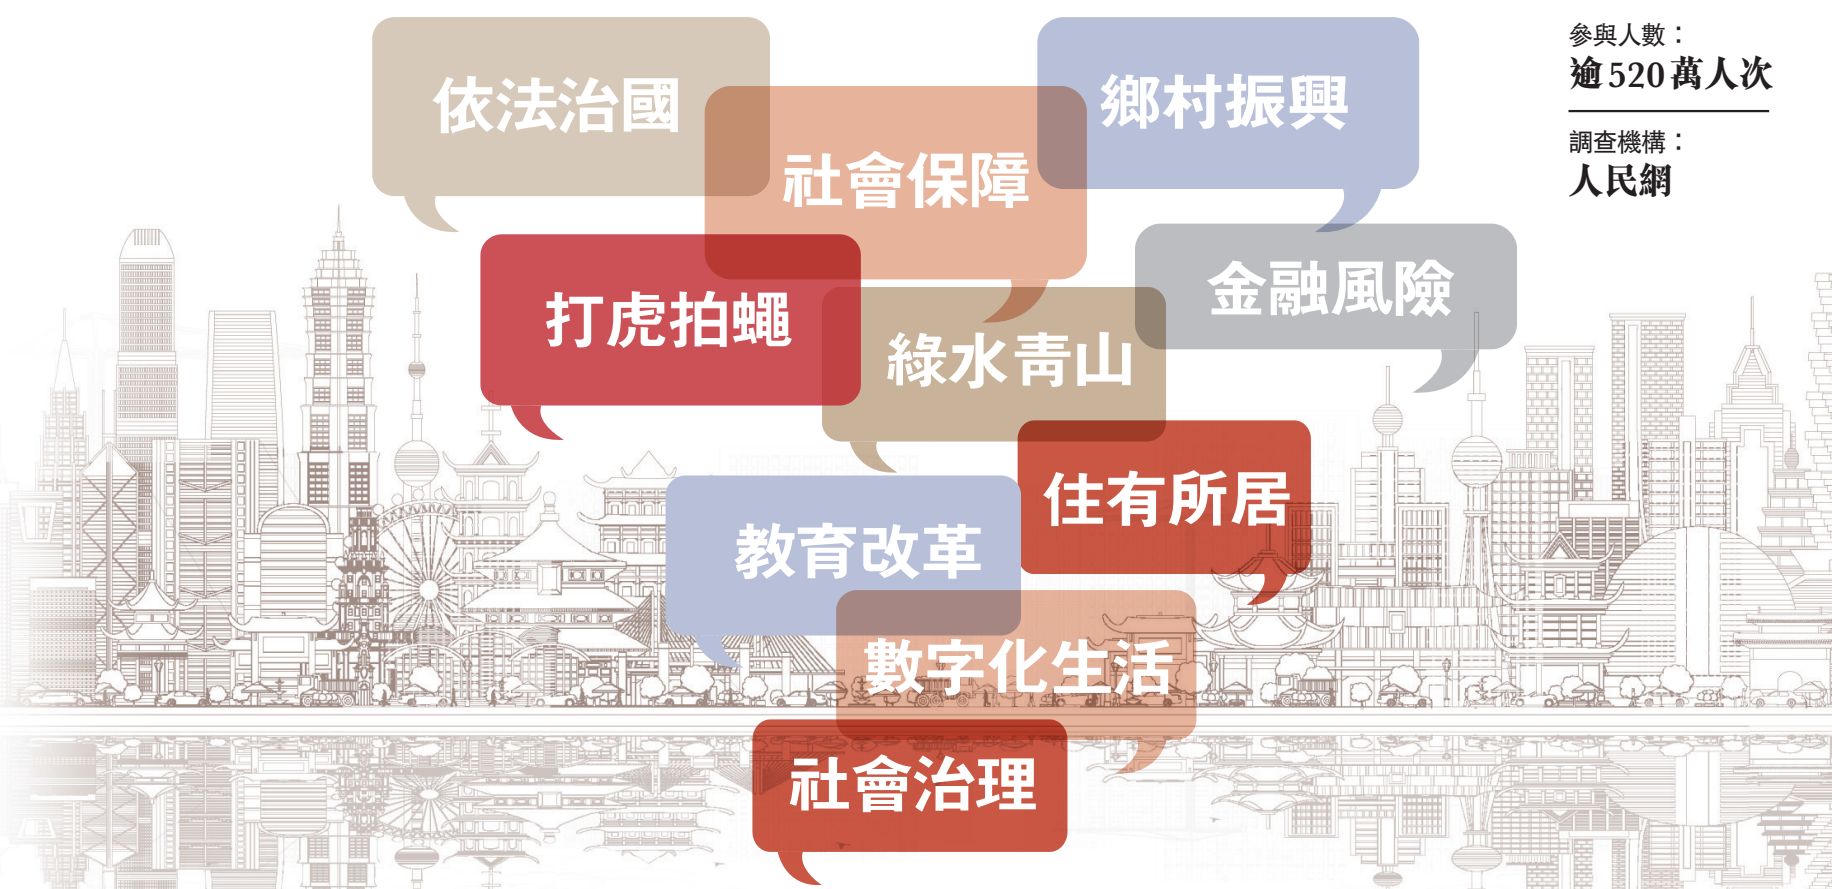 依法治國
社會保障
鄉村振興
打虎拍蠅
綠水青山
金融風險
住有所居
教育改革
數字化生活
社會治理
參與人數：
逾520萬人次
調查機構：
人民網